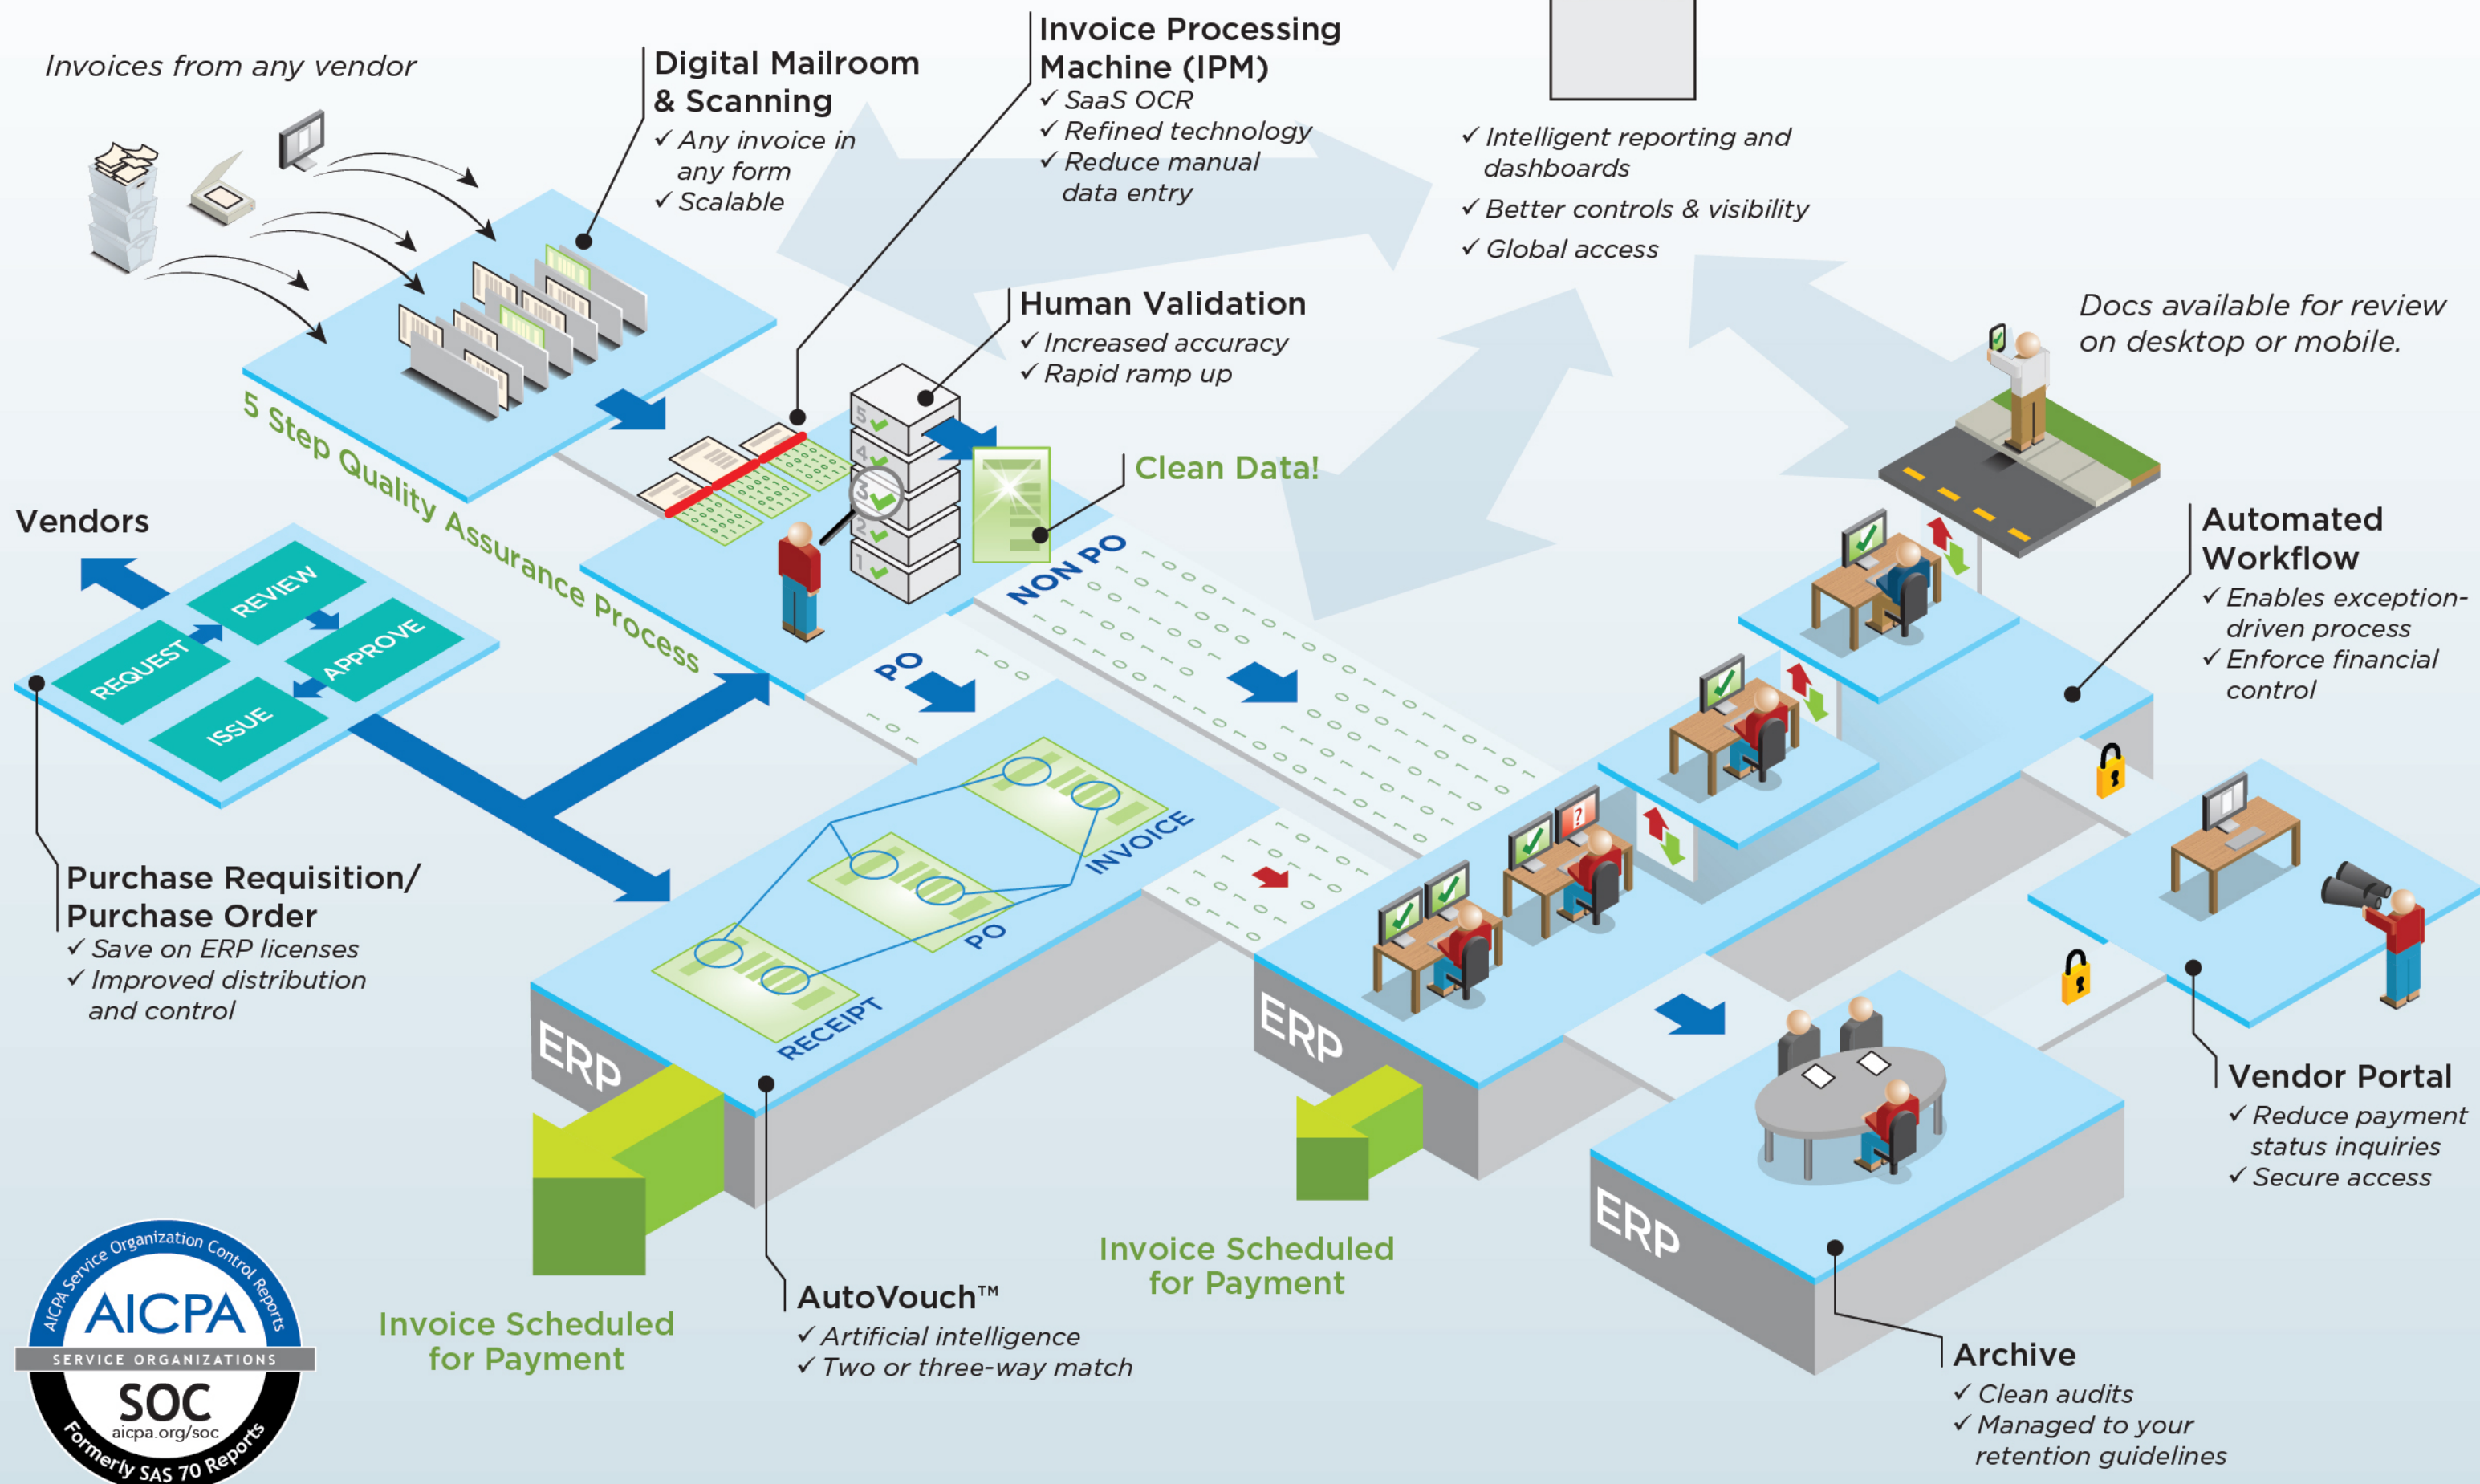 Invoices from any vendor
Digital Mailroom
& Scanning
✓ Any invoice in
any form
✓ Scalable
Invoice Processing
Machine (IPM)
✓ SaaS OCR
✓ Refined technology
✓ Reduce manual
data entry
✓ Intelligent reporting and
dashboards
✓ Better controls & visibility
✓ Global access
Human Validation
✓ Increased accuracy
✓ Rapid ramp up
Docs available for review
on desktop or mobile.
5
4
3
2
1
Clean Data!
5 Step Quality Assurance Process
Vendors
REQUEST
REVIEW
APPROVE
ISSUE
Purchase Requisition/
Purchase Order
✓ Save on ERP licenses
✓ Improved distribution
and control
NON PO
PO
INVOICE
PO
RECEIPT
ERP
Automated
Workflow
✓ Enables exception-
driven process
✓ Enforce financial
control
?
ERP
Vendor Portal
✓ Reduce payment
status inquiries
✓ Secure access
ERP
Invoice Scheduled
for Payment
AutoVouch™
✓ Artificial intelligence
✓ Two or three-way match
Invoice Scheduled
for Payment
Archive
✓ Clean audits
✓ Managed to your
retention guidelines
AICPA Service Organization Control Reports
AICPA
SERVICE ORGANIZATIONS
SOC
aicpa.org/soc
Formerly SAS 70 Reports